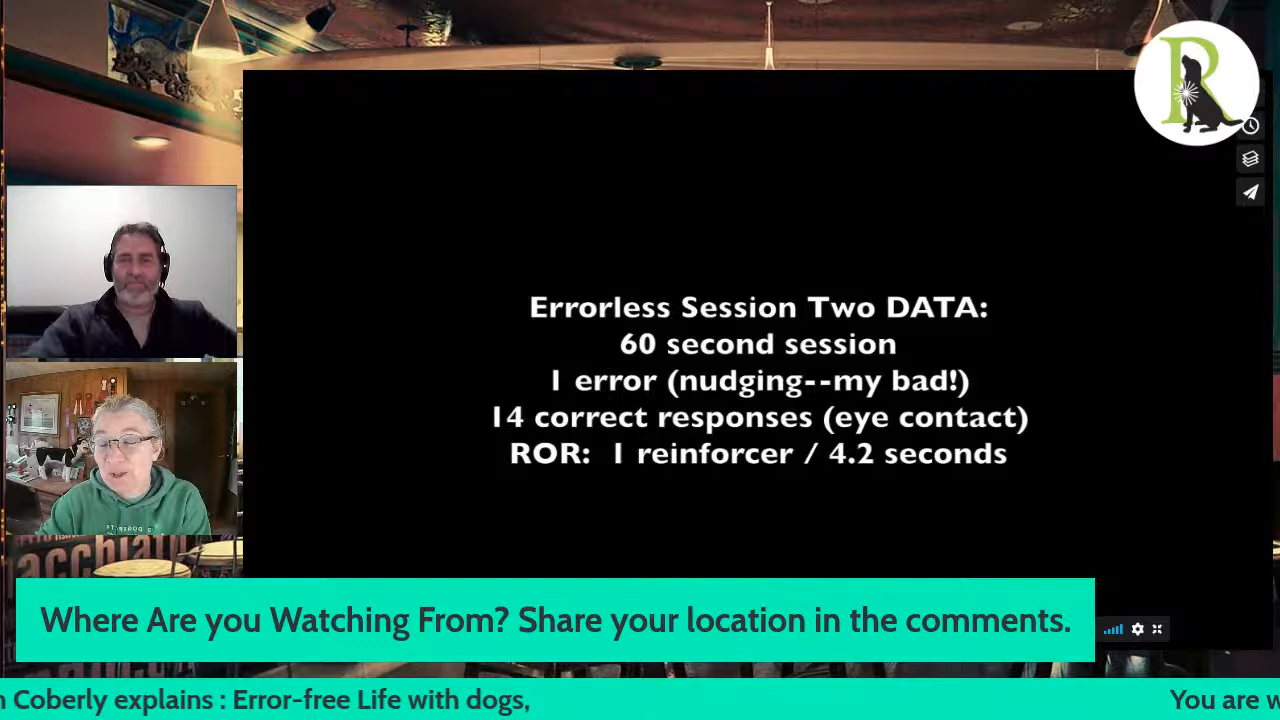 R
Errorless Session Two DATA:
60 second session
1 error (nudging--my bad!)
14 correct responses (eye contact)
ROR: 1 reinforcer / 4.2 seconds
acchiat
Where Are you Watching From? Share your location in the comments.
n Coberly explains : Error-free Life with dogs,
You are w